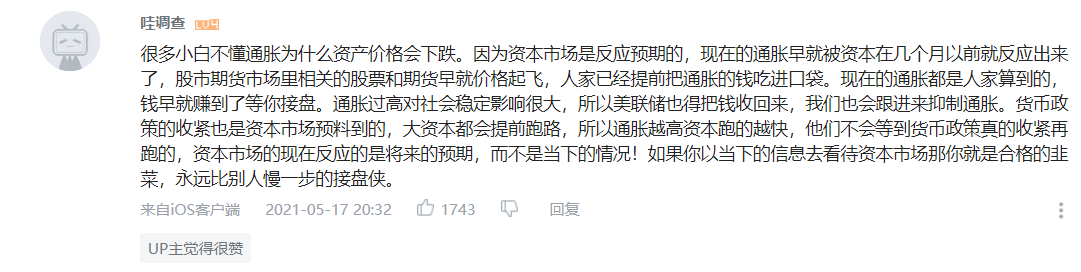 哇调查 LV4
很多小白不懂通胀为什么资产价格会下跌。因为资本市场是反应预期的，现在的通胀早就被资本在几个月以前就反应出来
了，股市期货市场里相关的股票和期货早就价格起飞，人家已经提前把通胀的钱吃进口袋。现在的通胀都是人家算到的，
钱早就赚到了等你接盘。通胀过高对社会稳定影响很大，所以美联储也得把钱收回来，我们也会跟进来抑制通胀。货币政
策的收紧也是资本市场预料到的，大资本都会提前跑路，所以通胀越高资本跑的越快，他们不会等到货币政策真的收紧再
跑的，资本市场的现在反应的是将来的预期，而不是当下的情况！如果你以当下的信息去看待资本市场那你就是合格的韭
菜，永远比别人慢一步的接盘侠。
来自iOS客户端 2021-05-17 20:32 1743 回复
UP主觉得很赞